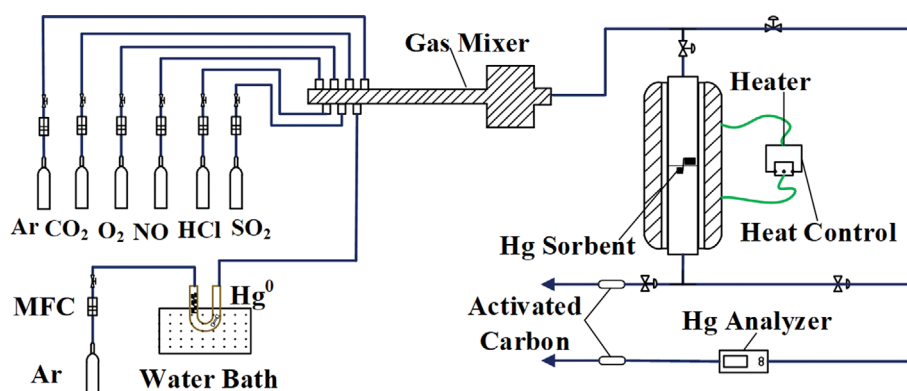 Gas Mixer
Heater
Ar CO₂ O₂ NO HCl SO₂
Hg Sorbent
Heat Control
MFC
Hg⁰
Activated
Carbon
Hg Analyzer
8
Ar
Water Bath